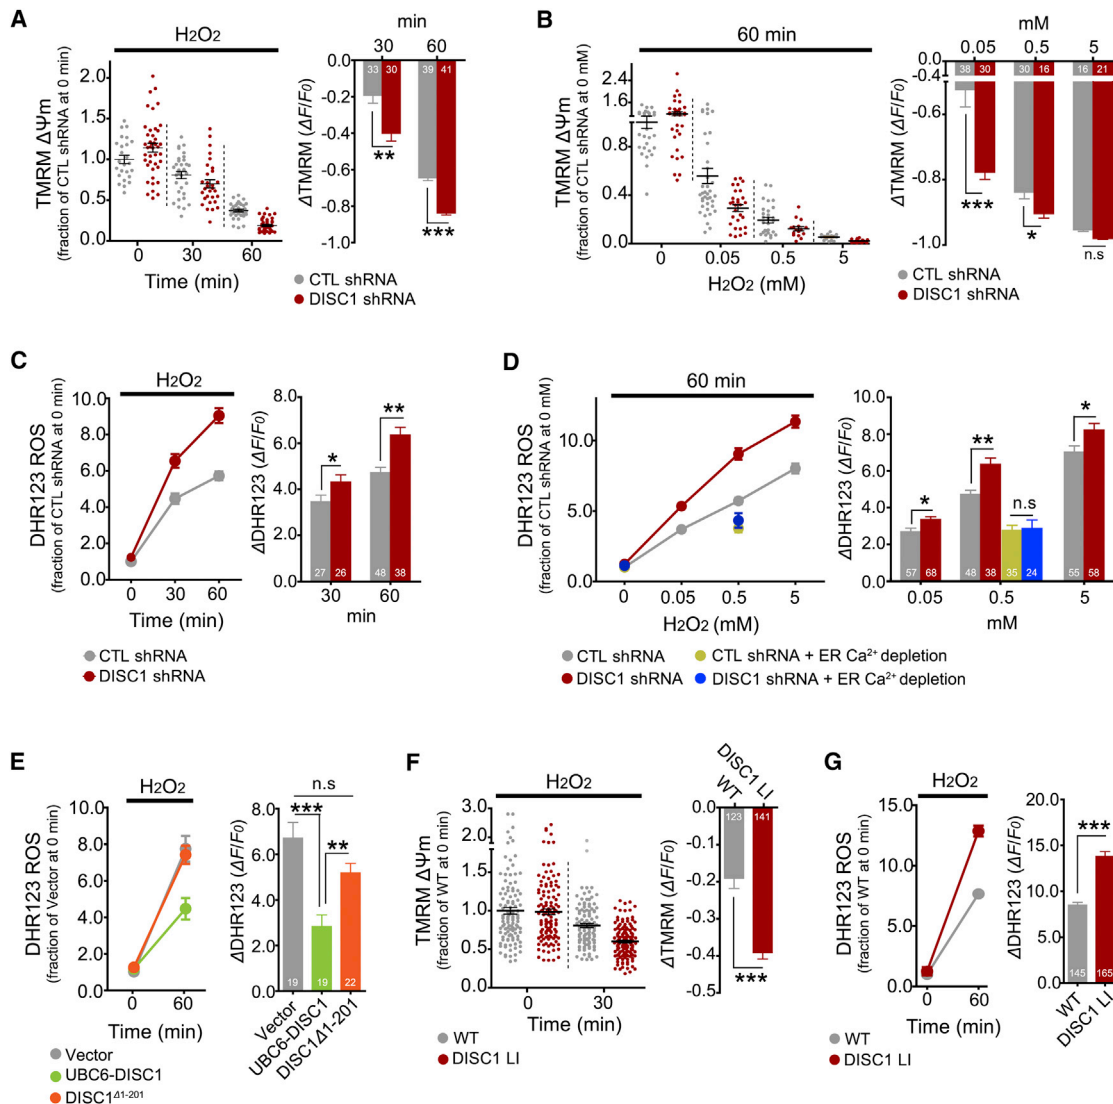 A
H2O2
TMRM ΔΨm
(fraction of CTL shRNA at 0 min)
2.0
1.5
1.0
0.5
0.0
0 30 60
Time (min)
min
30 60
ΔTMRM (ΔF/F0)
0.0
-0.2
-0.4
-0.6
-0.8
-1.0
33 30 39 41
**
***
CTL shRNA
DISC1 shRNA
B
60 min
TMRM ΔΨm
(fraction of CTL shRNA at 0 mM)
2.4
1.6
0.8
0.4
0.0
0 0.05 0.5 5
H2O2 (mM)
mM
0.05 0.5 5
ΔTMRM (ΔF/F0)
0.0
-0.4
-0.8
-1.0
38 30 30 16 16 21
***
*
n.s
CTL shRNA
DISC1 shRNA
C
H2O2
DHR123 ROS
(fraction of CTL shRNA at 0 min)
10.0
8.0
6.0
4.0
2.0
0.0
0 30 60
Time (min)
ΔDHR123 (ΔF/F0)
8.0
6.0
4.0
2.0
0.0
*
**
27 26 48 38
30 60
min
CTL shRNA
DISC1 shRNA
D
60 min
DHR123 ROS
(fraction of CTL shRNA at 0 mM)
10.0
5.0
0.0
0 0.05 0.5 5
H2O2 (mM)
ΔDHR123 (ΔF/F0)
10.0
8.0
6.0
4.0
2.0
0.0
*
**
n.s
*
57 68 48 38 35 24 55 58
0.05 0.5 5
mM
CTL shRNA
DISC1 shRNA
CTL shRNA + ER Ca²⁺ depletion
DISC1 shRNA + ER Ca²⁺ depletion
E
H2O2
DHR123 ROS
(fraction of Vector at 0 min)
8.0
6.0
4.0
2.0
0.0
0 60
Time (min)
ΔDHR123 (ΔF/F0)
8.0
6.0
4.0
2.0
0.0
n.s
***
**
19 19 22
Vector
UBC6-DISC1
DISC1Δ1-201
Vector
UBC6-DISC1
DISC1Δ1-201
F
H2O2
TMRM ΔΨm
(fraction of WT at 0 min)
3.0
2.0
1.5
1.0
0.5
0.0
0 30
Time (min)
WT
DISC1 LI
ΔTMRM (ΔF/F0)
0.0
-0.1
-0.2
-0.3
-0.4
-0.5
123 141
***
WT
DISC1 LI
G
H2O2
DHR123 ROS
(fraction of WT at 0 min)
15.0
10.0
5.0
0.0
0 60
Time (min)
ΔDHR123 (ΔF/F0)
20.0
15.0
10.0
5.0
0.0
***
145 165
WT
DISC1 LI
WT
DISC1 LI